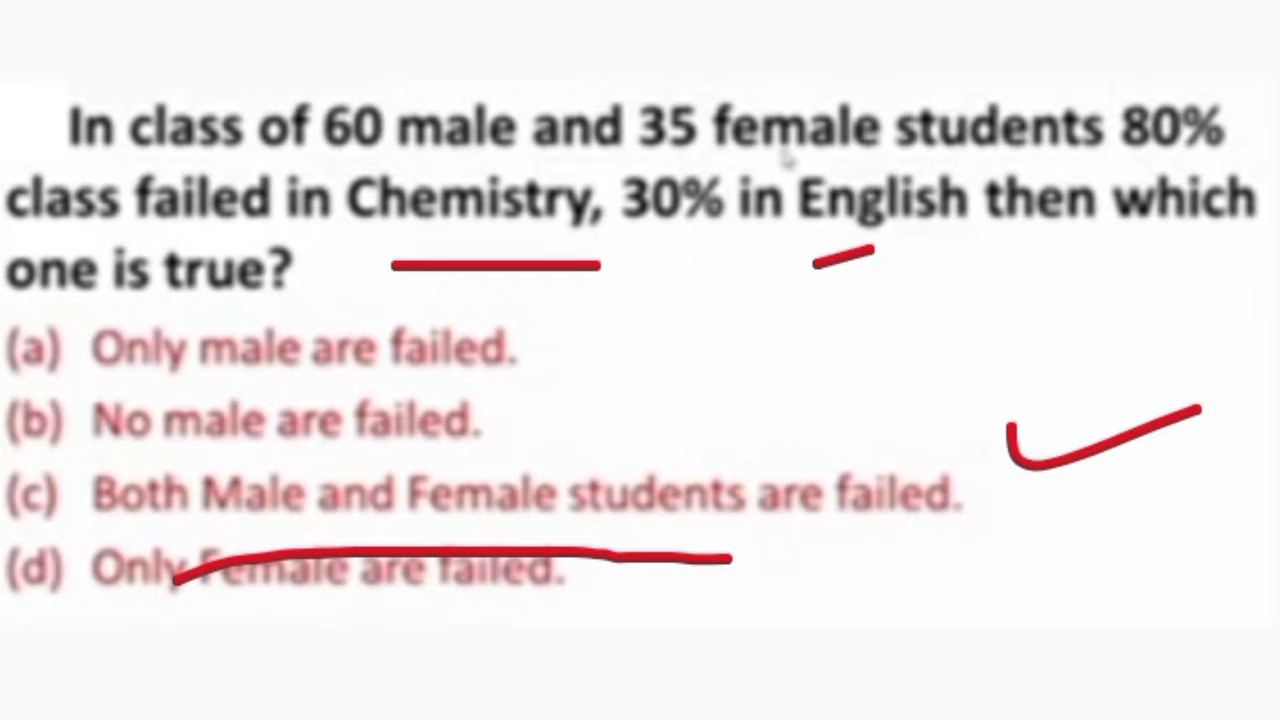 In class of 60 male and 35 female students 80%
class failed in Chemistry, 30% in English then which
one is true?
(a) Only male are failed.
(b) No male are failed.
(c) Both Male and Female students are failed.
(d) Only Female are failed.